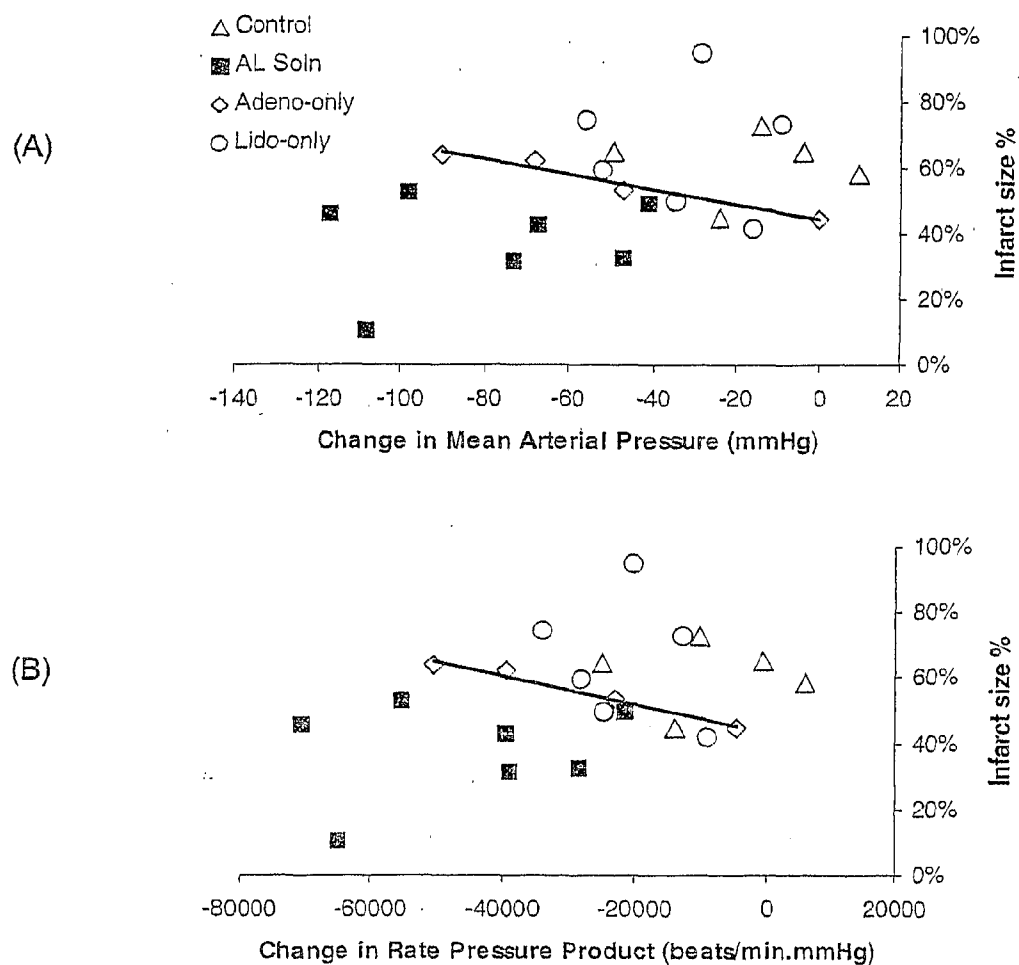 Control
AL Soln
Adeno-only
Lido-only
(A)
100%
80%
60%
40%
20%
0%
Infarct size %
-140 -120 -100 -80 -60 -40 -20 0 20
Change in Mean Arterial Pressure (mmHg)
(B)
100%
80%
60%
40%
20%
0%
Infarct size %
-80000 -60000 -40000 -20000 0 20000
Change in Rate Pressure Product (beats/min.mmHg)